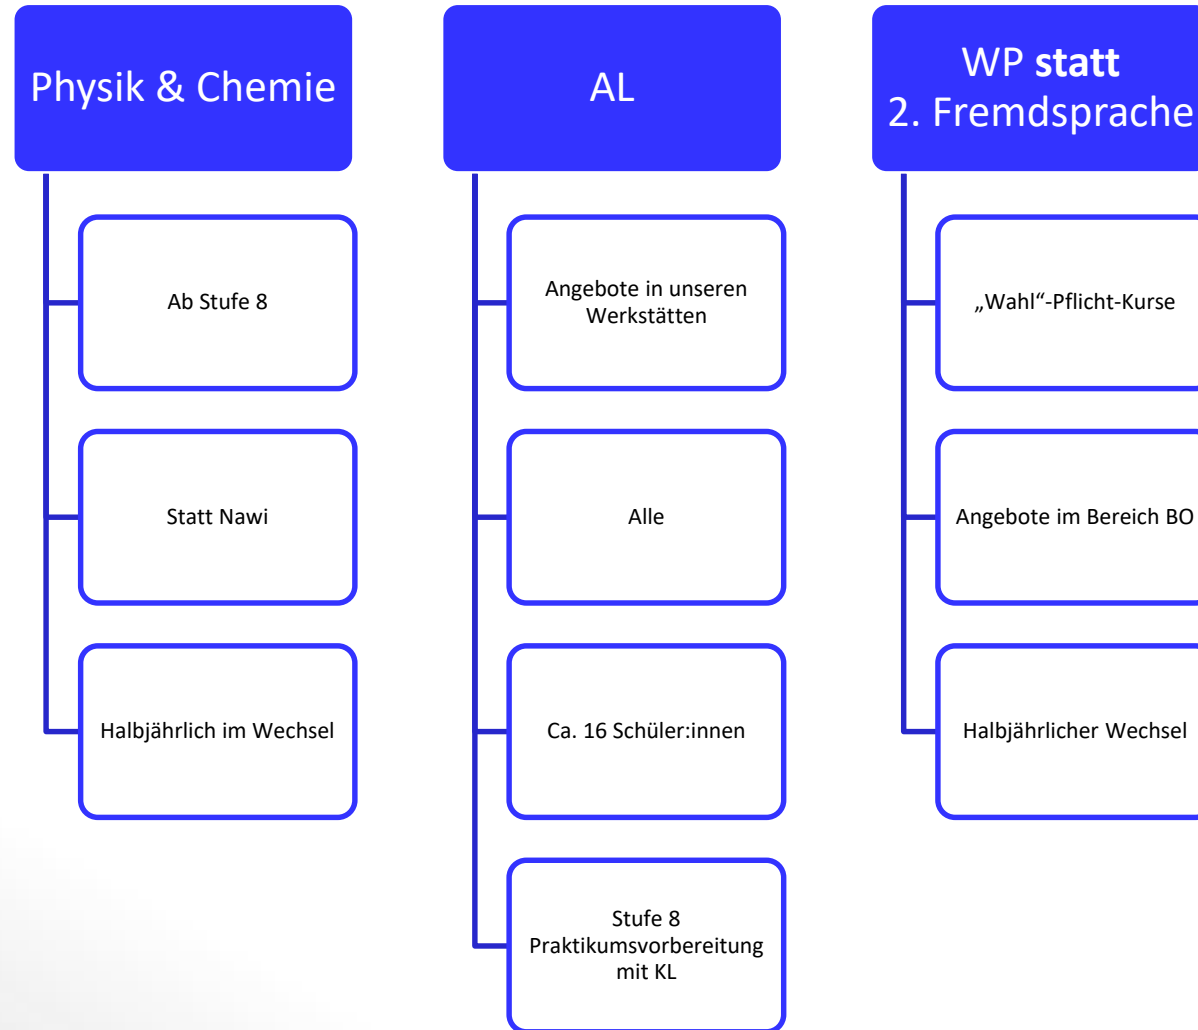 Physik & Chemie
Ab Stufe 8
Statt Nawi
Halbjährlich im Wechsel
AL
Angebote in unseren
Werkstätten
Alle
Ca. 16 Schüler:innen
Stufe 8
Praktikumsvorbereitung
mit KL
WP statt
2. Fremdsprache
„Wahl“-Pflicht-Kurse
Angebote im Bereich BO
Halbjährlicher Wechsel